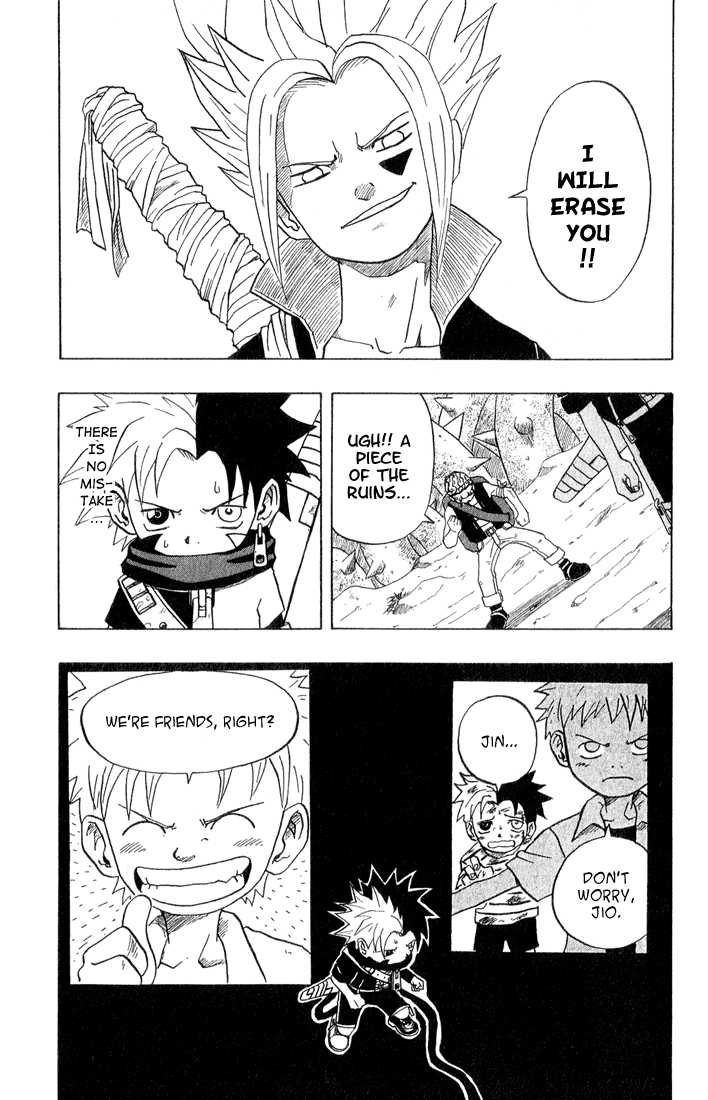 I
WILL
ERASE
YOU
!!
UGH!! A
PIECE
OF THE
RUINS...
THERE
IS
NO
MIS-
TAKE
...
JIN...
DON'T
WORRY,
JIO.
WE'RE FRIENDS, RIGHT?